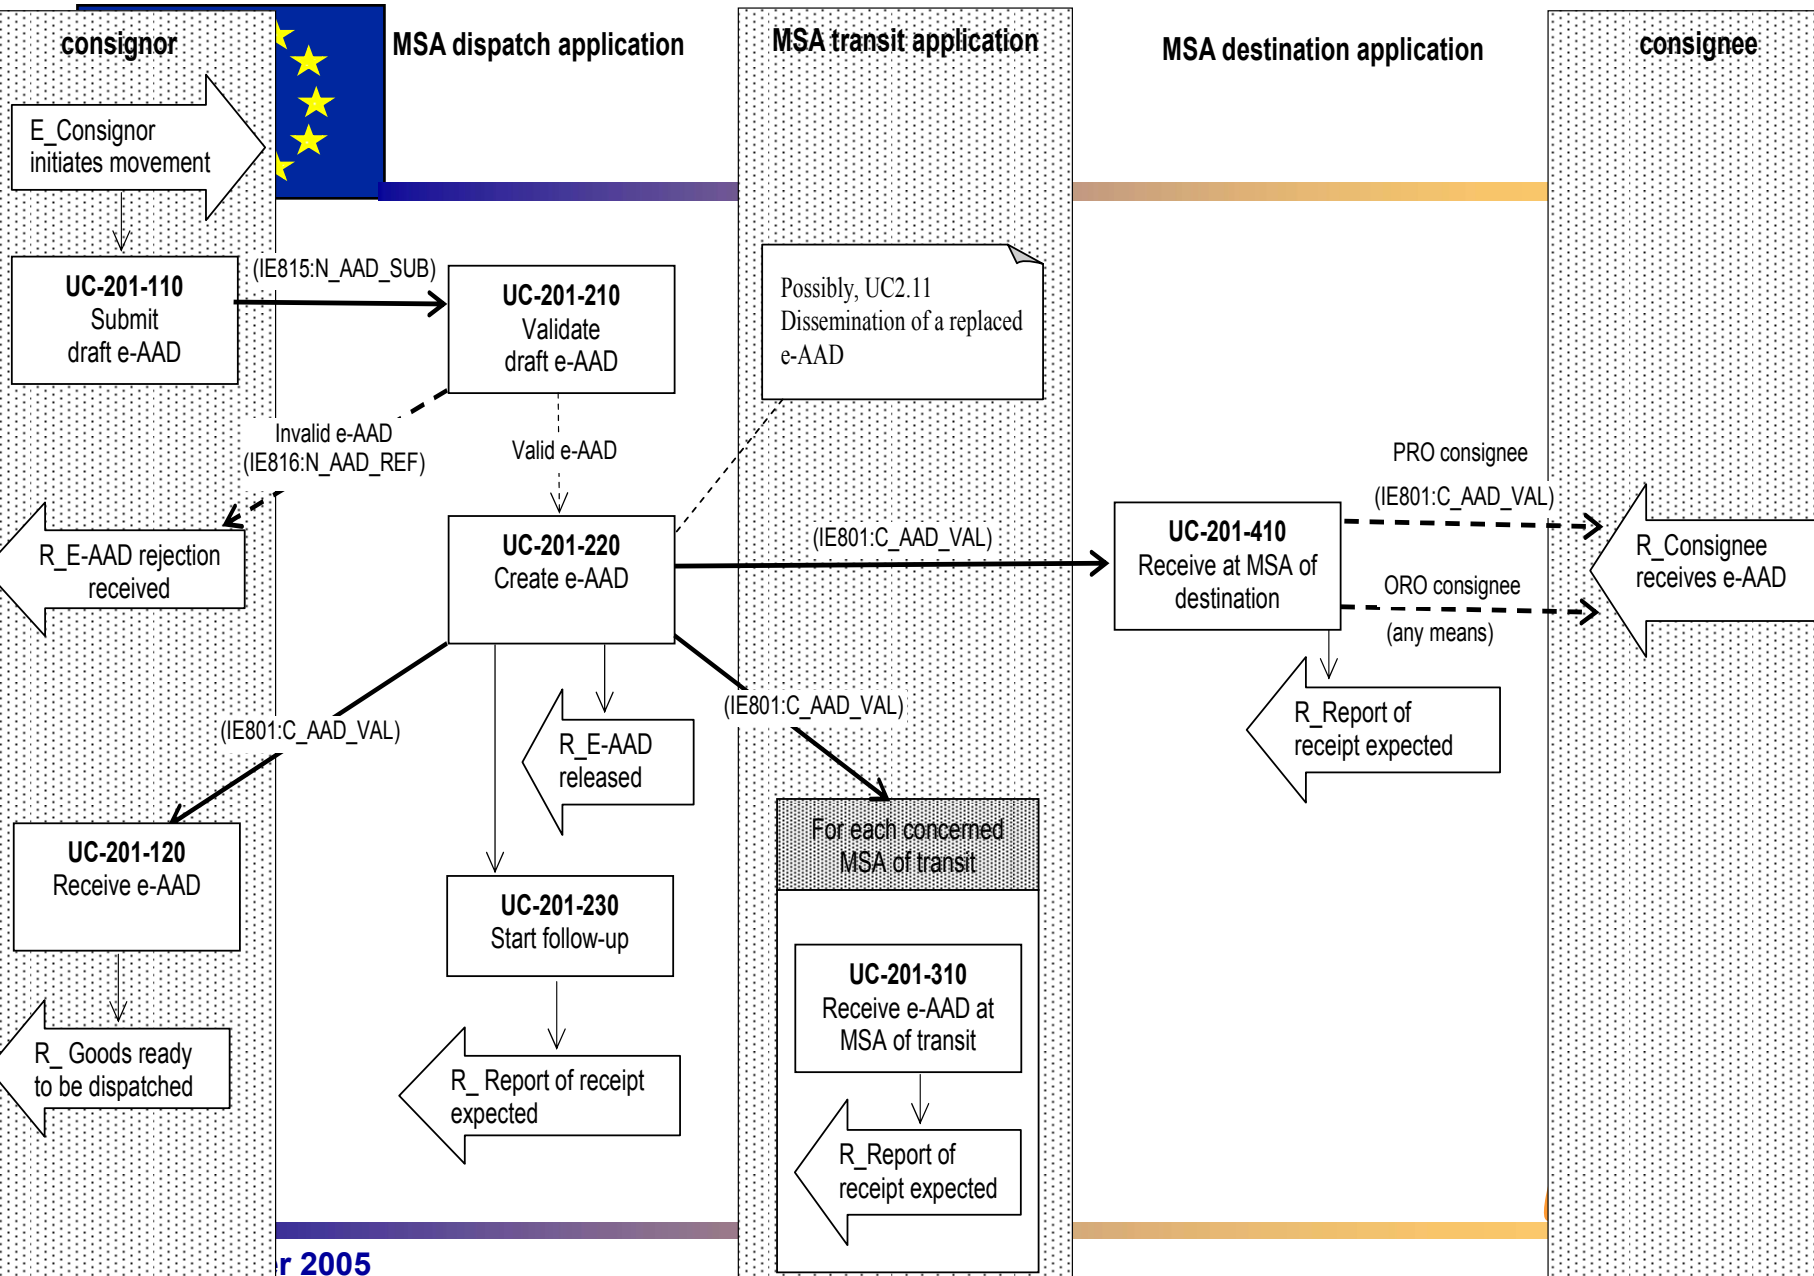 consignor
MSA dispatch application
MSA transit application
MSA destination application
consignee
E_Consignor
initiates movement
UC-201-110
Submit
draft e-AAD
(IE815:N_AAD_SUB)
UC-201-210
Validate
draft e-AAD
Possibly, UC2.11
Dissemination of a replaced
e-AAD
Invalid e-AAD
(IE816:N_AAD_REF)
Valid e-AAD
R_E-AAD rejection
received
UC-201-220
Create e-AAD
(IE801:C_AAD_VAL)
UC-201-410
Receive at MSA of
destination
PRO consignee
(IE801:C_AAD_VAL)
ORO consignee
(any means)
R_Consignee
receives e-AAD
(IE801:C_AAD_VAL)
R_E-AAD
released
(IE801:C_AAD_VAL)
R_Report of
receipt expected
UC-201-120
Receive e-AAD
UC-201-230
Start follow-up
For each concerned
MSA of transit
UC-201-310
Receive e-AAD at
MSA of transit
R_ Goods ready
to be dispatched
R_ Report of receipt
expected
R_Report of
receipt expected
er 2005